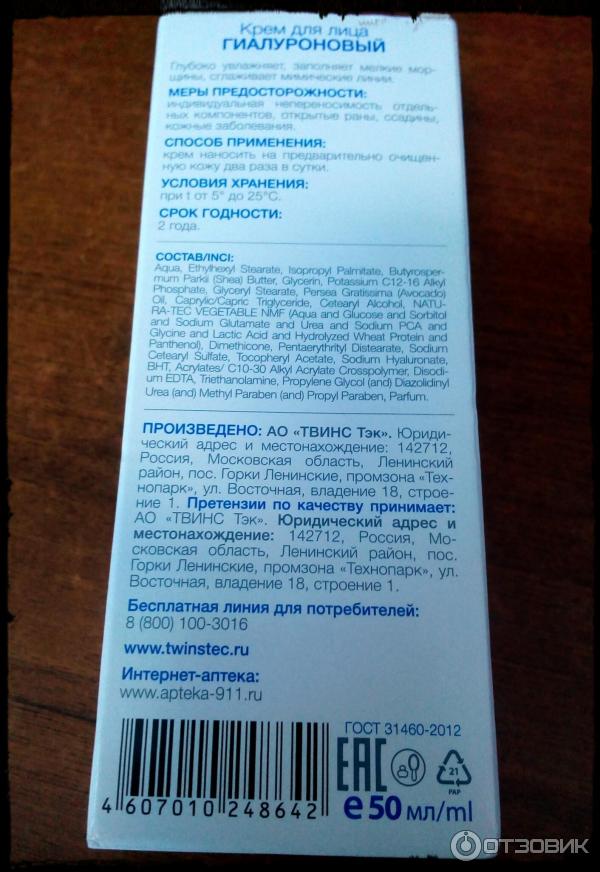 Крем для лица
ГИАЛУРОНОВЫЙ
Глубоко увлажняет, заполняет мелкие мор-
щины, сглаживает мимические линии.
МЕРЫ ПРЕДОСТОРОЖНОСТИ:
индивидуальная непереносимость отдель-
ных компонентов, открытые раны, ссадины,
кожные заболевания.
СПОСОБ ПРИМЕНЕНИЯ:
крем наносить на предварительно очищен-
ную кожу два раза в сутки.
УСЛОВИЯ ХРАНЕНИЯ:
при t от 5° до 25°С.
СРОК ГОДНОСТИ:
2 года.
СОСТАВ/INCI:
Aqua, Ethylhexyl Stearate, Isopropyl Palmitate, Butyrosper-
mum Parkii (Shea) Butter, Glycerin, Potassium C12-16 Alkyl
Phosphate, Glyceryl Stearate, Persea Gratissima (Avocado)
Oil, Caprylic/Capric Triglyceride, Cetearyl Alcohol, NATU-
RA-TEC VEGETABLE NMF (Aqua and Glucose and Sorbitol
and Sodium Glutamate and Urea and Sodium PCA and
Glycine and Lactic Acid and Hydrolyzed Wheat Protein and
Panthenol), Dimethicone, Pentaerythrityl Distearate, Sodium
Cetearyl Sulfate, Tocopheryl Acetate, Sodium Hyaluronate,
BHT, Acrylates/ C10-30 Alkyl Acrylate Crosspolymer, Disodi-
um EDTA, Triethanolamine, Propylene Glycol (and) Diazolidinyl
Urea (and) Methyl Paraben (and) Propyl Paraben, Parfum.
ПРОИЗВЕДЕНО: АО «ТВИНС Тэк». Юриди-
ческий адрес и местонахождение: 142712,
Россия, Московская область, Ленинский
район, пос. Горки Ленинские, промзона «Тех-
нопарк», ул. Восточная, владение 18, строе-
ние 1. Претензии по качеству принимает:
АО «ТВИНС Тэк». Юридический адрес и
местонахождение: 142712, Россия, Мо-
сковская область, Ленинский район, пос.
Горки Ленинские, промзона «Технопарк», ул.
Восточная, владение 18, строение 1.
Бесплатная линия для потребителей:
8 (800) 100-3016
www.twinstec.ru
Интернет-аптека:
www.apteka-911.ru
ГОСТ 31460-2012
EAC
21
PAP
4 607010 248642
e 50 мл/ml
ОТЗОВИК